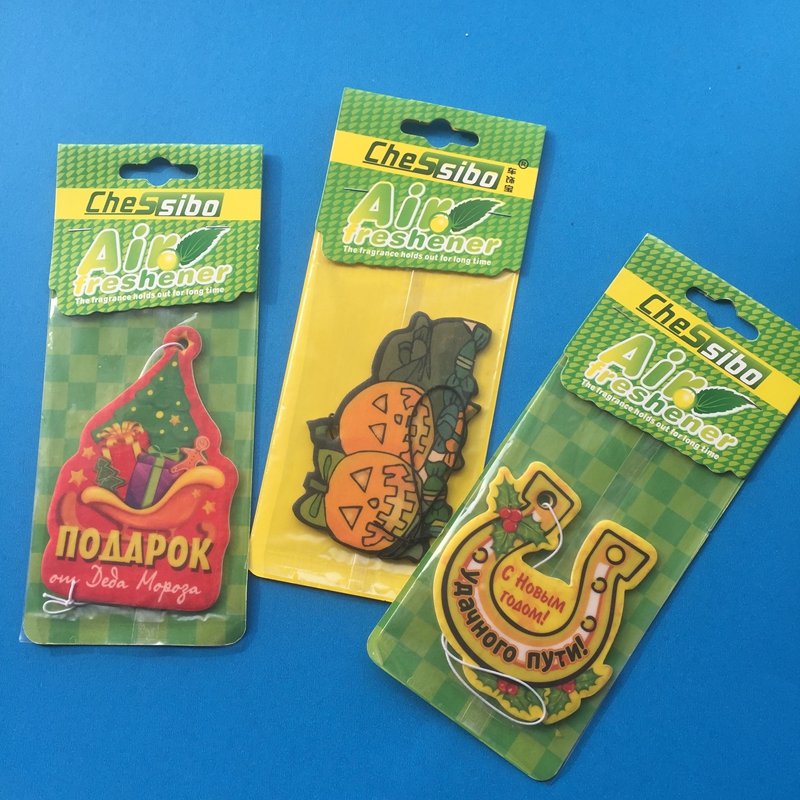 CheSsibo
Air
freshener
The fragrance holds out for long time
ПОДАРОК
от Деда Мороза
CheSsibo®
车饰宝
Air
freshener
The fragrance holds out for long time
CheSsibo
Air
freshener
The fragrance holds out for long time
С Новым
годом!
УДАЧНОГО ПУТИ!